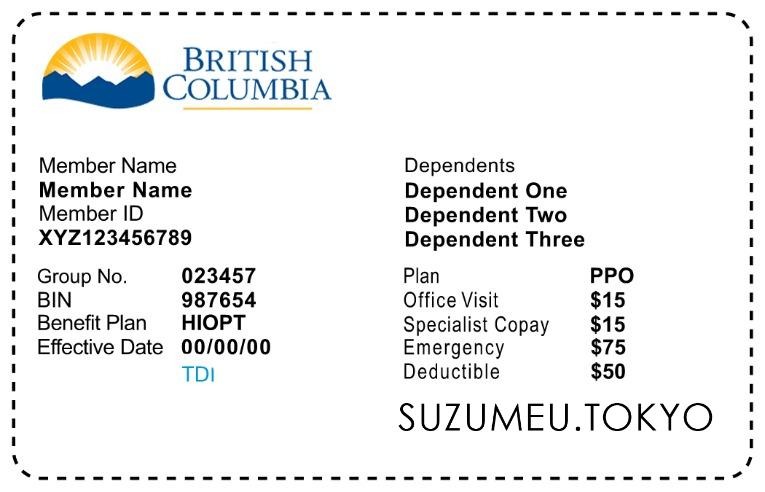 BRITISH
COLUMBIA
Member Name
Member Name
Member ID
XYZ123456789
Group No. 023457
BIN 987654
Benefit Plan HIOPT
Effective Date 00/00/00
TDI
Dependents
Dependent One
Dependent Two
Dependent Three
Plan PPO
Office Visit $15
Specialist Copay $15
Emergency $75
Deductible $50
SUZUMEU.TOKYO